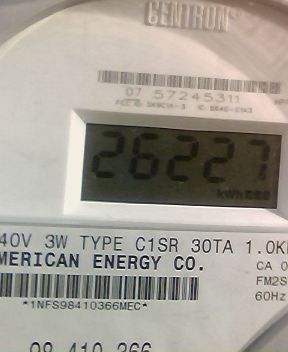 CENTRON
07 57245311
26227
kWh
40V 3W TYPE C1SR 30TA 1.0K
MERICAN ENERGY CO.
CA 0
FM2S
*1NFS98410366MEC*
60Hz
98 410 366